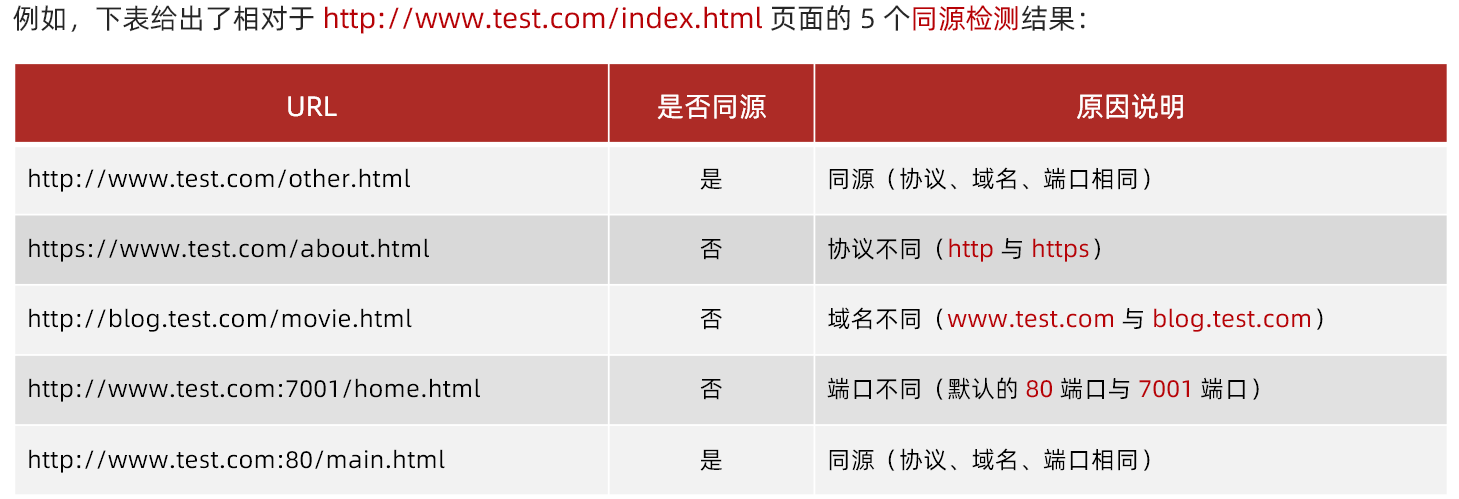 例如，下表给出了相对于 http://www.test.com/index.html 页面的 5 个同源检测结果：
URL 是否同源 原因说明
http://www.test.com/other.html 是 同源（协议、域名、端口相同）
https://www.test.com/about.html 否 协议不同（http 与 https）
http://blog.test.com/movie.html 否 域名不同（www.test.com 与 blog.test.com）
http://www.test.com:7001/home.html 否 端口不同（默认的 80 端口与 7001 端口）
http://www.test.com:80/main.html 是 同源（协议、域名、端口相同）